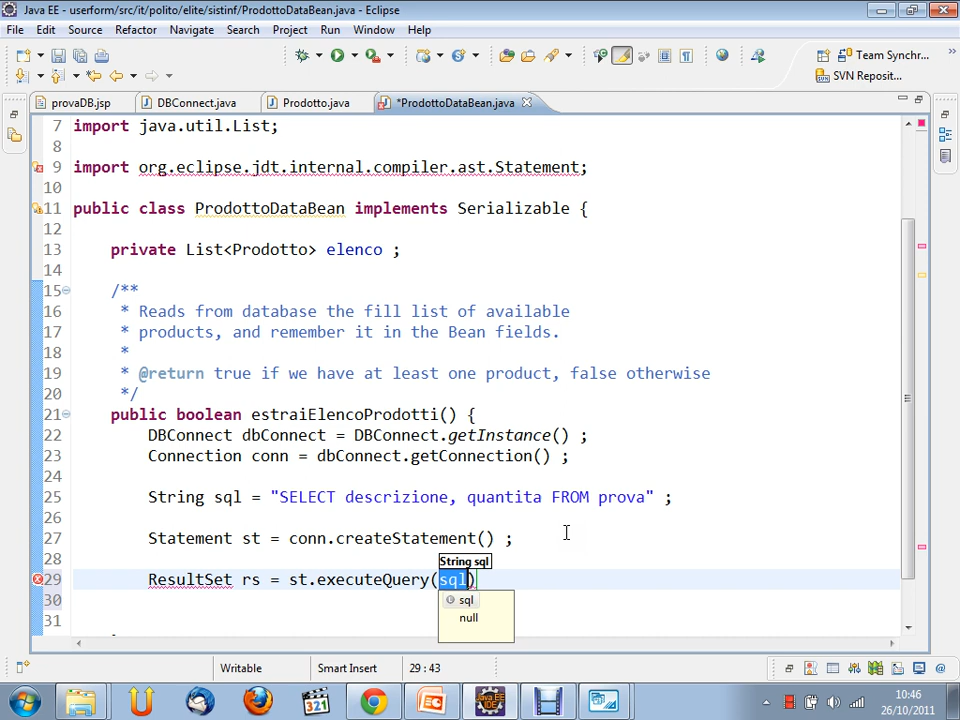 Java EE - userform/src/it/polito/elite/sistinf/ProdottoDataBean.java - Eclipse
File Edit Source Refactor Navigate Search Project Run Window Help
Team Synchr...
SVN Reposit...
provaDB.jsp DBConnect.java Prodotto.java *ProdottoDataBean.java
7 import java.util.List;
8
9 import org.eclipse.jdt.internal.compiler.ast.Statement;
10
11 public class ProdottoDataBean implements Serializable {
12
13 private List<Prodotto> elenco ;
14
15 /**
16 * Reads from database the fill list of available
17 * products, and remember it in the Bean fields.
18 *
19 * @return true if we have at least one product, false otherwise
20 */
21 public boolean estraiElencoProdotti() {
22 DBConnect dbConnect = DBConnect.getInstance() ;
23 Connection conn = dbConnect.getConnection() ;
24
25 String sql = "SELECT descrizione, quantita FROM prova" ;
26
27 Statement st = conn.createStatement() ;
28
String sql
29 ResultSet rs = st.executeQuery(sql)
30
sql
null
31
Writable Smart Insert 29 : 43
321
Java EE
IDE
10:46
26/10/2011